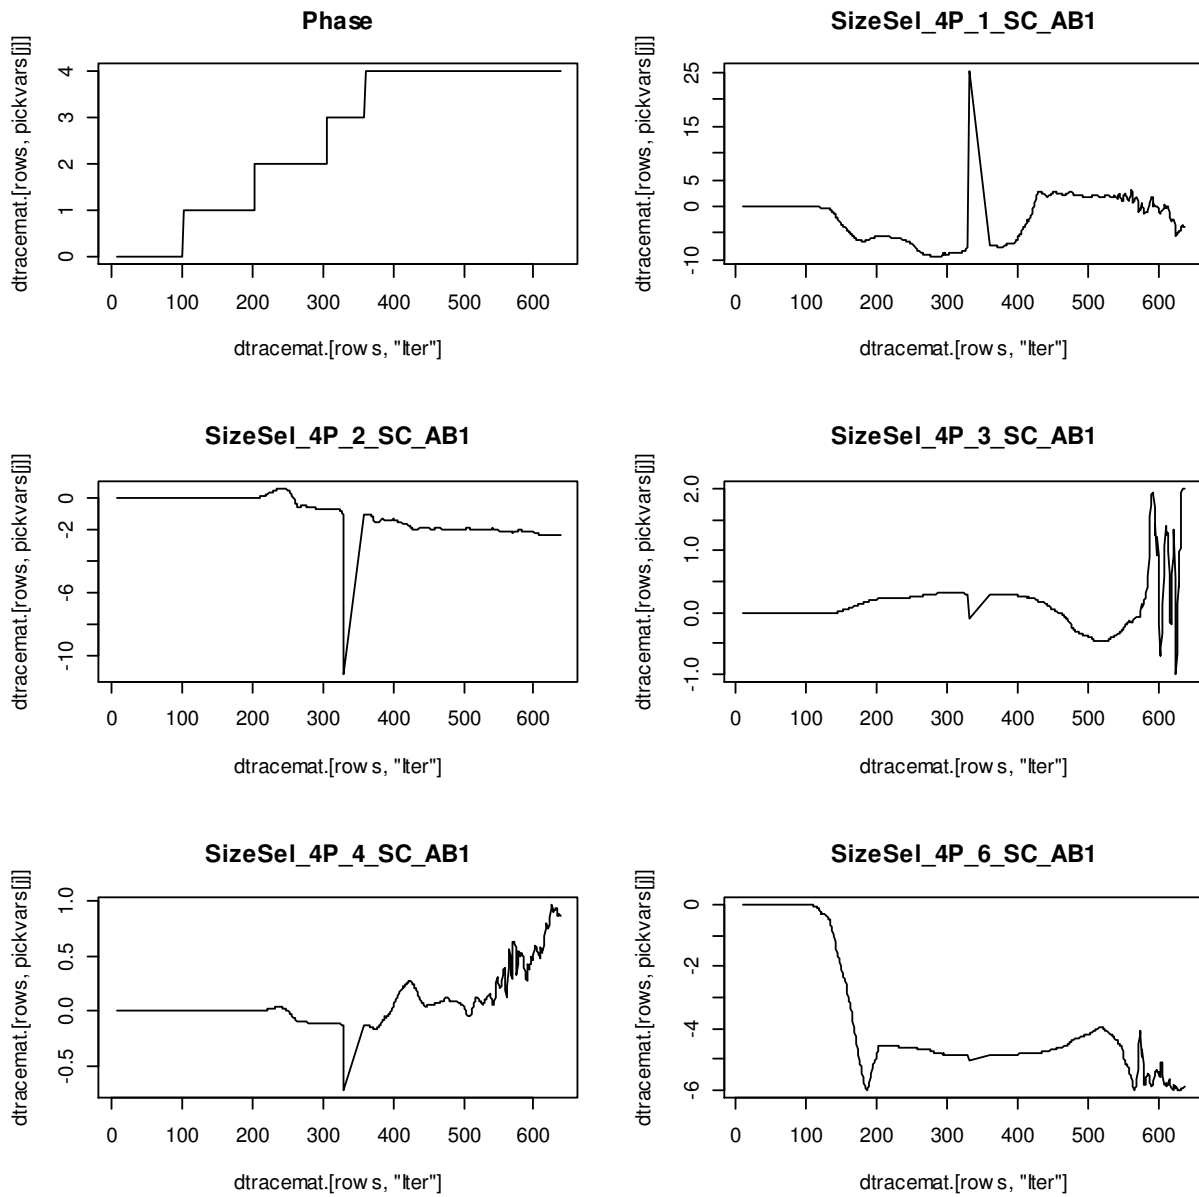 Phase
dtracemat.[rows, pickvars[j]]
4
3
2
1
0
0 100 200 300 400 500 600
dtracemat.[rows, "Iter"]
SizeSel_4P_1_SC_AB1
dtracemat.[rows, pickvars[j]]
25
15
5
0
-10
0 100 200 300 400 500 600
dtracemat.[rows, "Iter"]
SizeSel_4P_2_SC_AB1
dtracemat.[rows, pickvars[j]]
0
-2
-6
-10
0 100 200 300 400 500 600
dtracemat.[rows, "Iter"]
SizeSel_4P_3_SC_AB1
dtracemat.[rows, pickvars[j]]
2.0
1.0
0.0
-1.0
0 100 200 300 400 500 600
dtracemat.[rows, "Iter"]
SizeSel_4P_4_SC_AB1
dtracemat.[rows, pickvars[j]]
1.0
0.5
0.0
-0.5
0 100 200 300 400 500 600
dtracemat.[rows, "Iter"]
SizeSel_4P_6_SC_AB1
dtracemat.[rows, pickvars[j]]
0
-2
-4
-6
0 100 200 300 400 500 600
dtracemat.[rows, "Iter"]